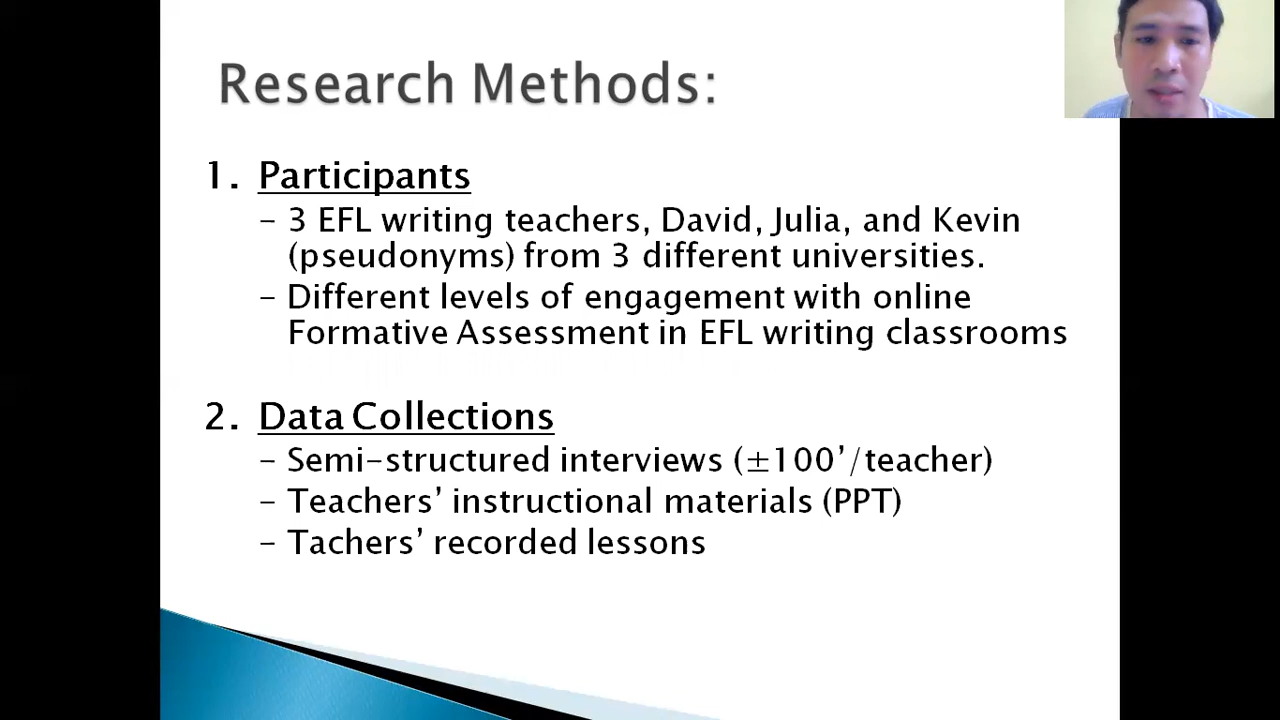 Research Methods:
1. Participants
– 3 EFL writing teachers, David, Julia, and Kevin
(pseudonyms) from 3 different universities.
– Different levels of engagement with online
Formative Assessment in EFL writing classrooms
2. Data Collections
– Semi-structured interviews (±100’/teacher)
– Teachers’ instructional materials (PPT)
– Tachers’ recorded lessons